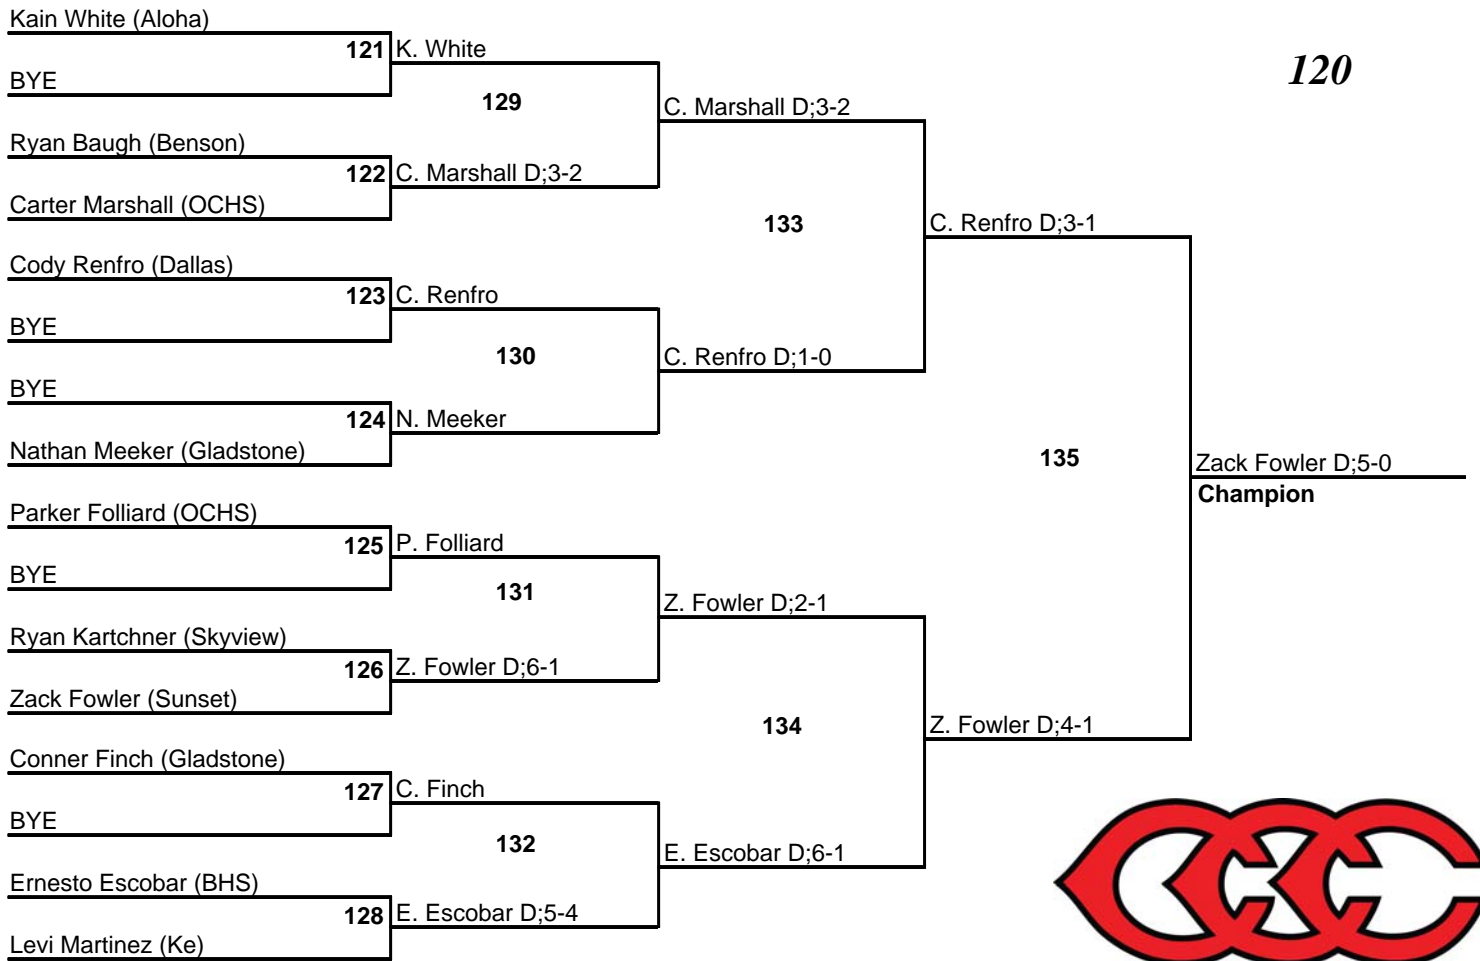 Kain White (Aloha)
121 K. White
BYE
120
129
C. Marshall D;3-2
Ryan Baugh (Benson)
122 C. Marshall D;3-2
Carter Marshall (OCHS)
133
C. Renfro D;3-1
Cody Renfro (Dallas)
123 C. Renfro
BYE
130
C. Renfro D;1-0
BYE
124 N. Meeker
Nathan Meeker (Gladstone)
135
Zack Fowler D;5-0
Champion
Parker Folliard (OCHS)
125 P. Folliard
BYE
131
Z. Fowler D;2-1
Ryan Kartchner (Skyview)
126 Z. Fowler D;6-1
Zack Fowler (Sunset)
134
Z. Fowler D;4-1
Conner Finch (Gladstone)
127 C. Finch
BYE
132
E. Escobar D;6-1
Ernesto Escobar (BHS)
128 E. Escobar D;5-4
Levi Martinez (Ke)
CCC